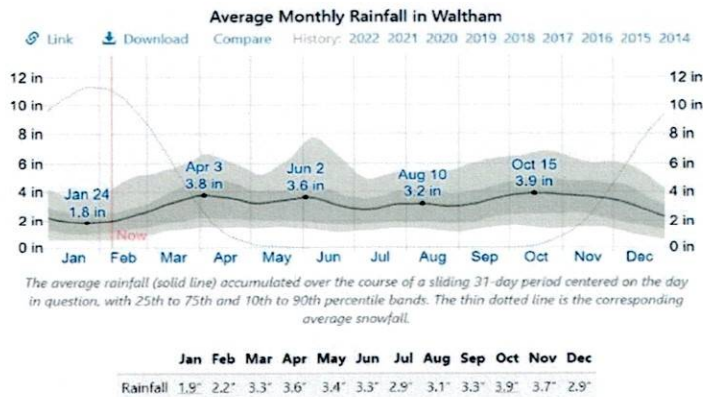 Average Monthly Rainfall in Waltham
Link Download Compare History: 2022 2021 2020 2019 2018 2017 2016 2015 2014
12 in 12 in
10 in 10 in
8 in 8 in
6 in 6 in
4 in 4 in
2 in 2 in
0 in 0 in
Jan 24
1.8 in
Apr 3
3.8 in
Jun 2
3.6 in
Aug 10
3.2 in
Oct 15
3.9 in
Now
Jan Feb Mar Apr May Jun Jul Aug Sep Oct Nov Dec
The average rainfall (solid line) accumulated over the course of a sliding 31-day period centered on the day
in question, with 25th to 75th and 10th to 90th percentile bands. The thin dotted line is the corresponding
average snowfall.
Jan Feb Mar Apr May Jun Jul Aug Sep Oct Nov Dec
Rainfall 1.9" 2.2" 3.3" 3.6" 3.4" 3.3" 2.9" 3.1" 3.3" 3.9" 3.7" 2.9"